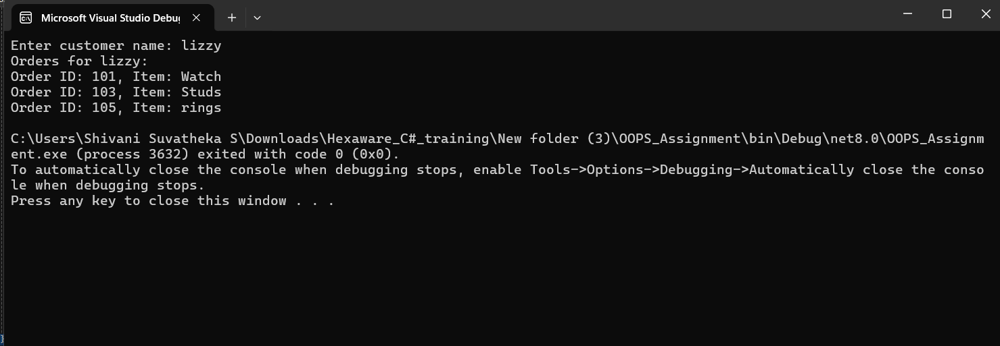 Microsoft Visual Studio Debu
Enter customer name: lizzy
Orders for lizzy:
Order ID: 101, Item: Watch
Order ID: 103, Item: Studs
Order ID: 105, Item: rings
C:\Users\Shivani Suvatheka S\Downloads\Hexaware_C#_training\New folder (3)\OOPS_Assignment\bin\Debug\net8.0\OOPS_Assignm
ent.exe (process 3632) exited with code 0 (0x0).
To automatically close the console when debugging stops, enable Tools->Options->Debugging->Automatically close the conso
le when debugging stops.
Press any key to close this window . . .